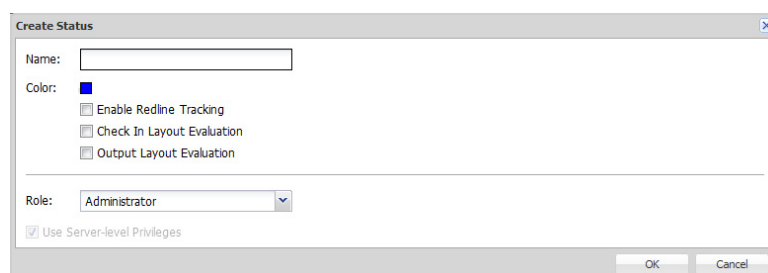 Create Status
Name:
Color:
Enable Redline Tracking
Check In Layout Evaluation
Output Layout Evaluation
Role: Administrator
Use Server-level Privileges
OK Cancel